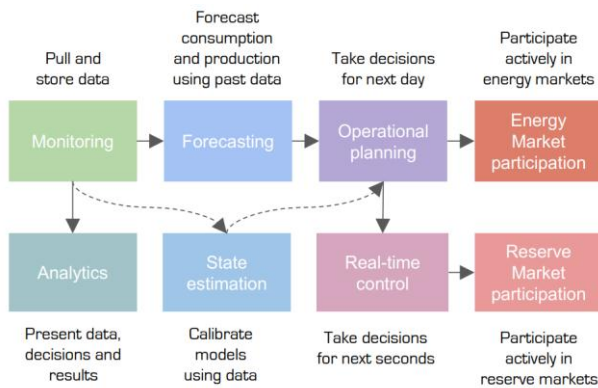 Pull and
store data
Forecast
consumption
and production
using past data
Take decisions
for next day
Participate
actively in
energy markets
Monitoring
Forecasting
Operational
planning
Energy
Market
participation
Analytics
State
estimation
Real-time
control
Reserve
Market
participation
Present data,
decisions and
results
Calibrate
models
using data
Take decisions
for next seconds
Participate
actively in
reserve markets